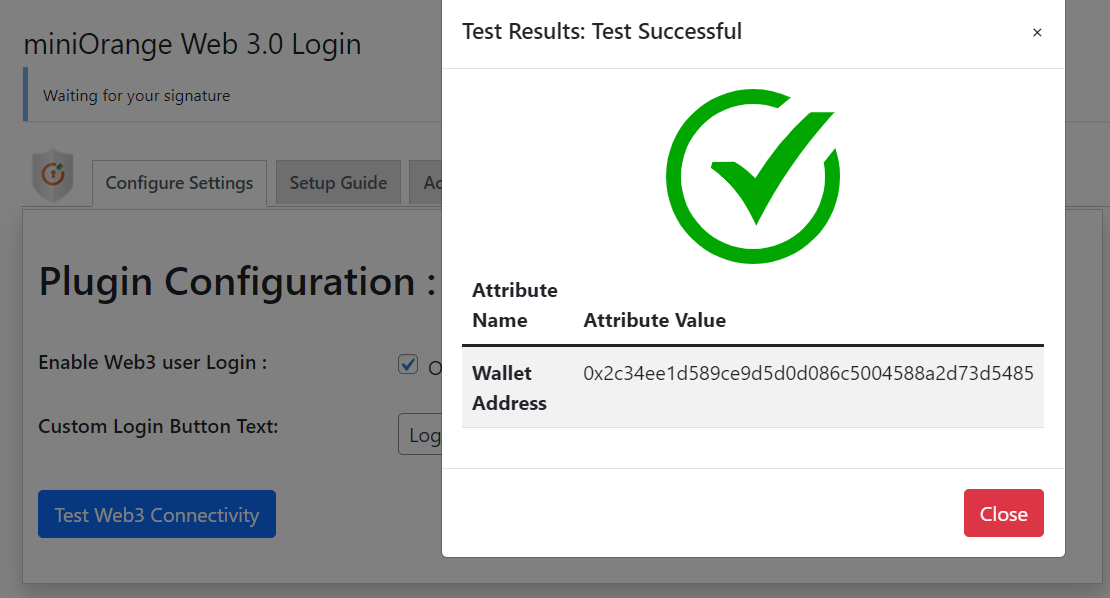 miniOrange Web 3.0 Login
Waiting for your signature
Configure Settings
Setup Guide
Plugin Configuration :
Enable Web3 user Login :
Custom Login Button Text:
Test Web3 Connectivity
Test Results: Test Successful
×
Attribute
Name
Attribute Value
Wallet
Address
0x2c34ee1d589ce9d5d0d086c5004588a2d73d5485
Close